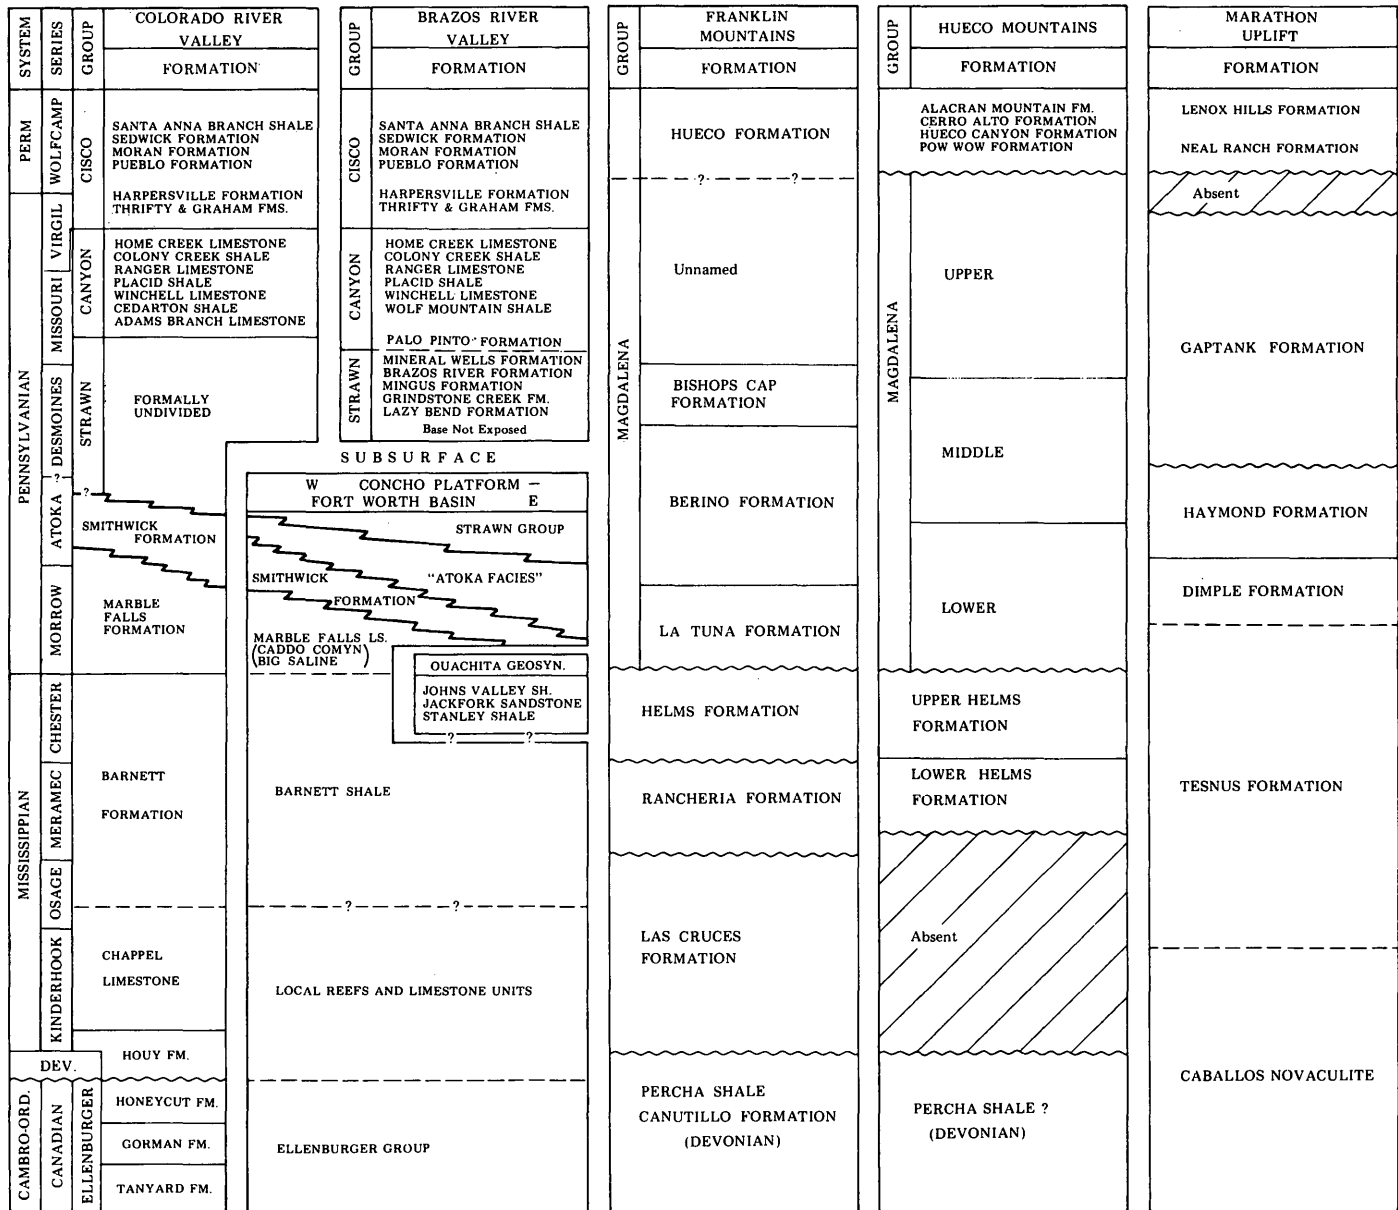 SYSTEM
SERIES
GROUP
COLORADO RIVER
VALLEY
FORMATION
PERM
WOLFCAMP
CISCO
SANTA ANNA BRANCH SHALE
SEDWICK FORMATION
MORAN FORMATION
PUEBLO FORMATION
HARPERSVILLE FORMATION
THRIFTY & GRAHAM FMS.
PENNSYLVANIAN
VIRGIL
CANYON
HOME CREEK LIMESTONE
COLONY CREEK SHALE
RANGER LIMESTONE
PLACID SHALE
WINCHELL LIMESTONE
CEDARTON SHALE
ADAMS BRANCH LIMESTONE
MISSOURI
STRAWN
FORMALLY
UNDIVIDED
DESMOINES
?
?
ATOKA
SMITHWICK
FORMATION
MORROW
MARBLE
FALLS
FORMATION
MISSISSIPPIAN
CHESTER
MERAMEC
BARNETT
FORMATION
OSAGE
KINDERHOOK
CHAPPEL
LIMESTONE
HOUY FM.
DEV.
CAMBRO-ORD.
CANADIAN
ELLENBURGER
HONEYCUT FM.
GORMAN FM.
TANYARD FM.
GROUP
BRAZOS RIVER
VALLEY
FORMATION
CISCO
SANTA ANNA BRANCH SHALE
SEDWICK FORMATION
MORAN FORMATION
PUEBLO FORMATION
HARPERSVILLE FORMATION
THRIFTY & GRAHAM FMS.
CANYON
HOME CREEK LIMESTONE
COLONY CREEK SHALE
RANGER LIMESTONE
PLACID SHALE
WINCHELL LIMESTONE
WOLF MOUNTAIN SHALE
PALO PINTO FORMATION
STRAWN
MINERAL WELLS FORMATION
BRAZOS RIVER FORMATION
MINGUS FORMATION
GRINDSTONE CREEK FM.
LAZY BEND FORMATION
Base Not Exposed
SUBSURFACE
W CONCHO PLATFORM —
FORT WORTH BASIN E
STRAWN GROUP
SMITHWICK
FORMATION
"ATOKA FACIES"
MARBLE FALLS LS.
(CADDO COMYN)
(BIG SALINE)
OUACHITA GEOSYN.
JOHNS VALLEY SH.
JACKFORK SANDSTONE
STANLEY SHALE
? ?
BARNETT SHALE
? ?
LOCAL REEFS AND LIMESTONE UNITS
ELLENBURGER GROUP
GROUP
FRANKLIN
MOUNTAINS
FORMATION
HUECO FORMATION
? ?
MAGDALENA
Unnamed
BISHOPS CAP
FORMATION
BERINO FORMATION
LA TUNA FORMATION
HELMS FORMATION
RANCHERIA FORMATION
LAS CRUCES
FORMATION
PERCHA SHALE
CANUTILLO FORMATION
(DEVONIAN)
GROUP
HUECO MOUNTAINS
FORMATION
ALACRAN MOUNTAIN FM.
CERRO ALTO FORMATION
HUECO CANYON FORMATION
POW WOW FORMATION
MAGDALENA
UPPER
MIDDLE
LOWER
UPPER HELMS
FORMATION
LOWER HELMS
FORMATION
Absent
PERCHA SHALE ?
(DEVONIAN)
MARATHON
UPLIFT
FORMATION
LENOX HILLS FORMATION
NEAL RANCH FORMATION
Absent
GAPTANK FORMATION
HAYMOND FORMATION
DIMPLE FORMATION
TESNUS FORMATION
CABALLOS NOVACULITE